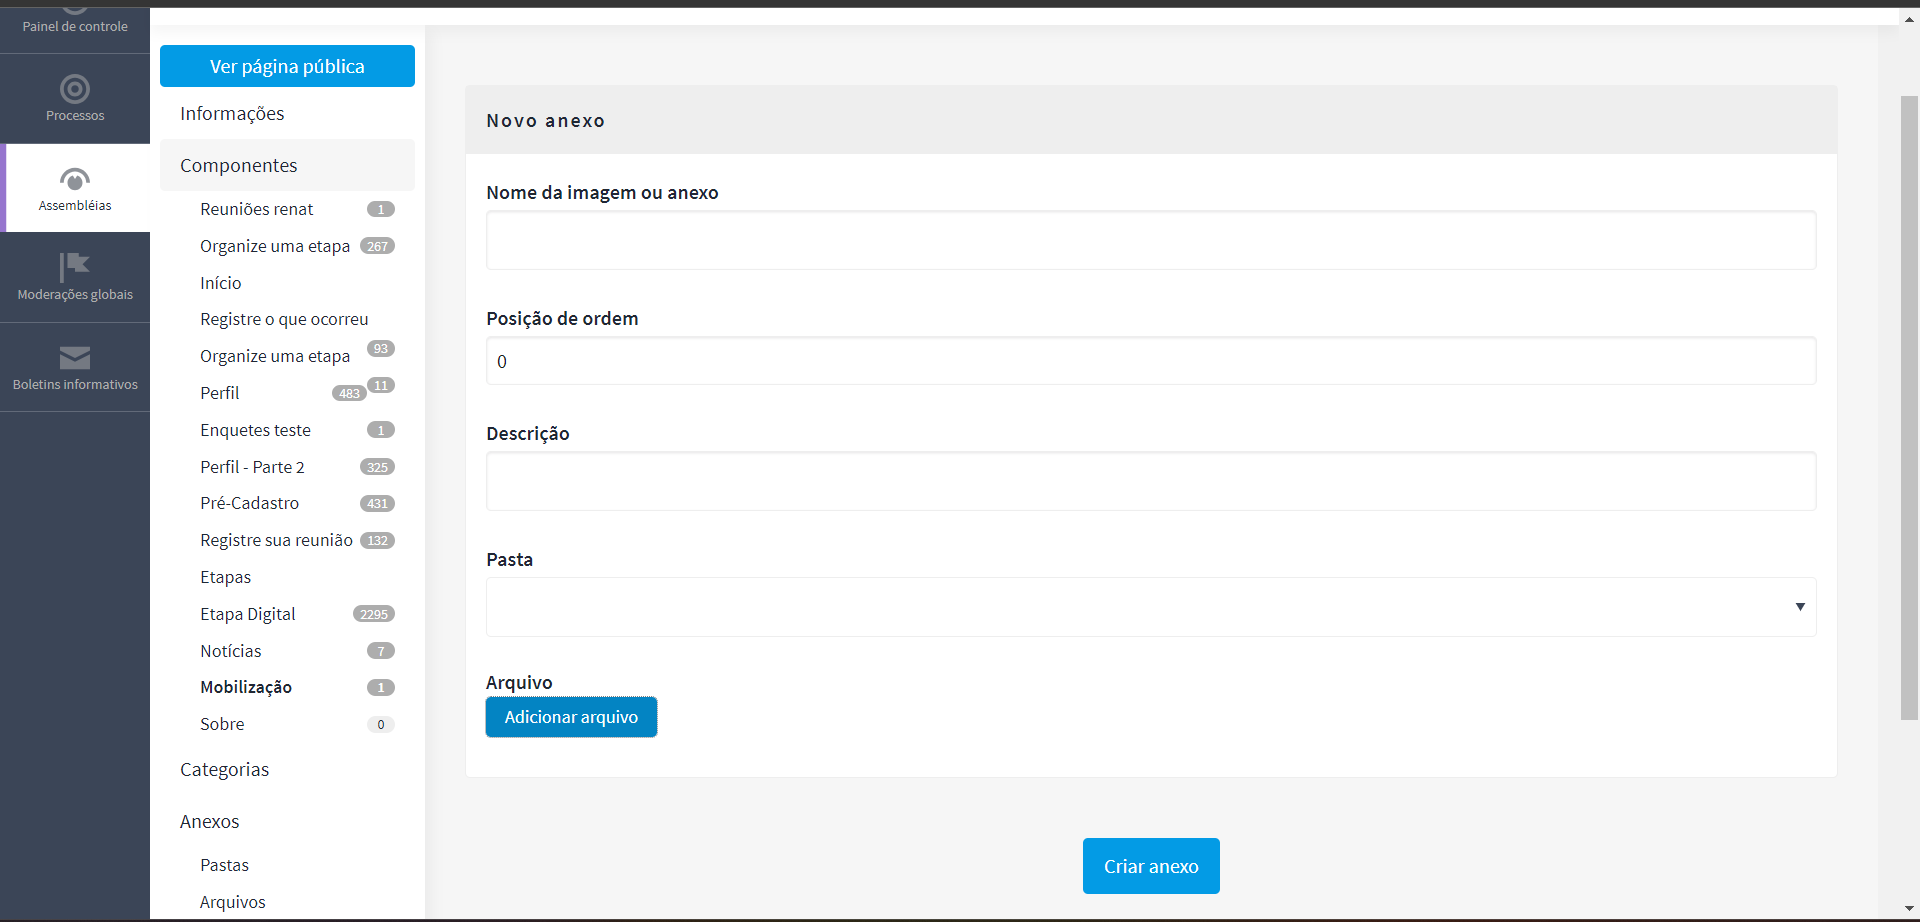 Painel de controle
Processos
Assembléias
Moderações globais
Boletins informativos
Ver página pública
Informações
Componentes
Reuniões renat 1
Organize uma etapa 267
Início
Registre o que ocorreu
93
Organize uma etapa
11
Perfil 483
Enquetes teste 1
Perfil - Parte 2 325
Pré-Cadastro 431
Registre sua reunião 132
Etapas
Etapa Digital 2295
Notícias 7
Mobilização 1
Sobre 0
Categorias
Anexos
Pastas
Arquivos
Novo anexo
Nome da imagem ou anexo
Posição de ordem
0
Descrição
Pasta
Arquivo
Adicionar arquivo
Criar anexo